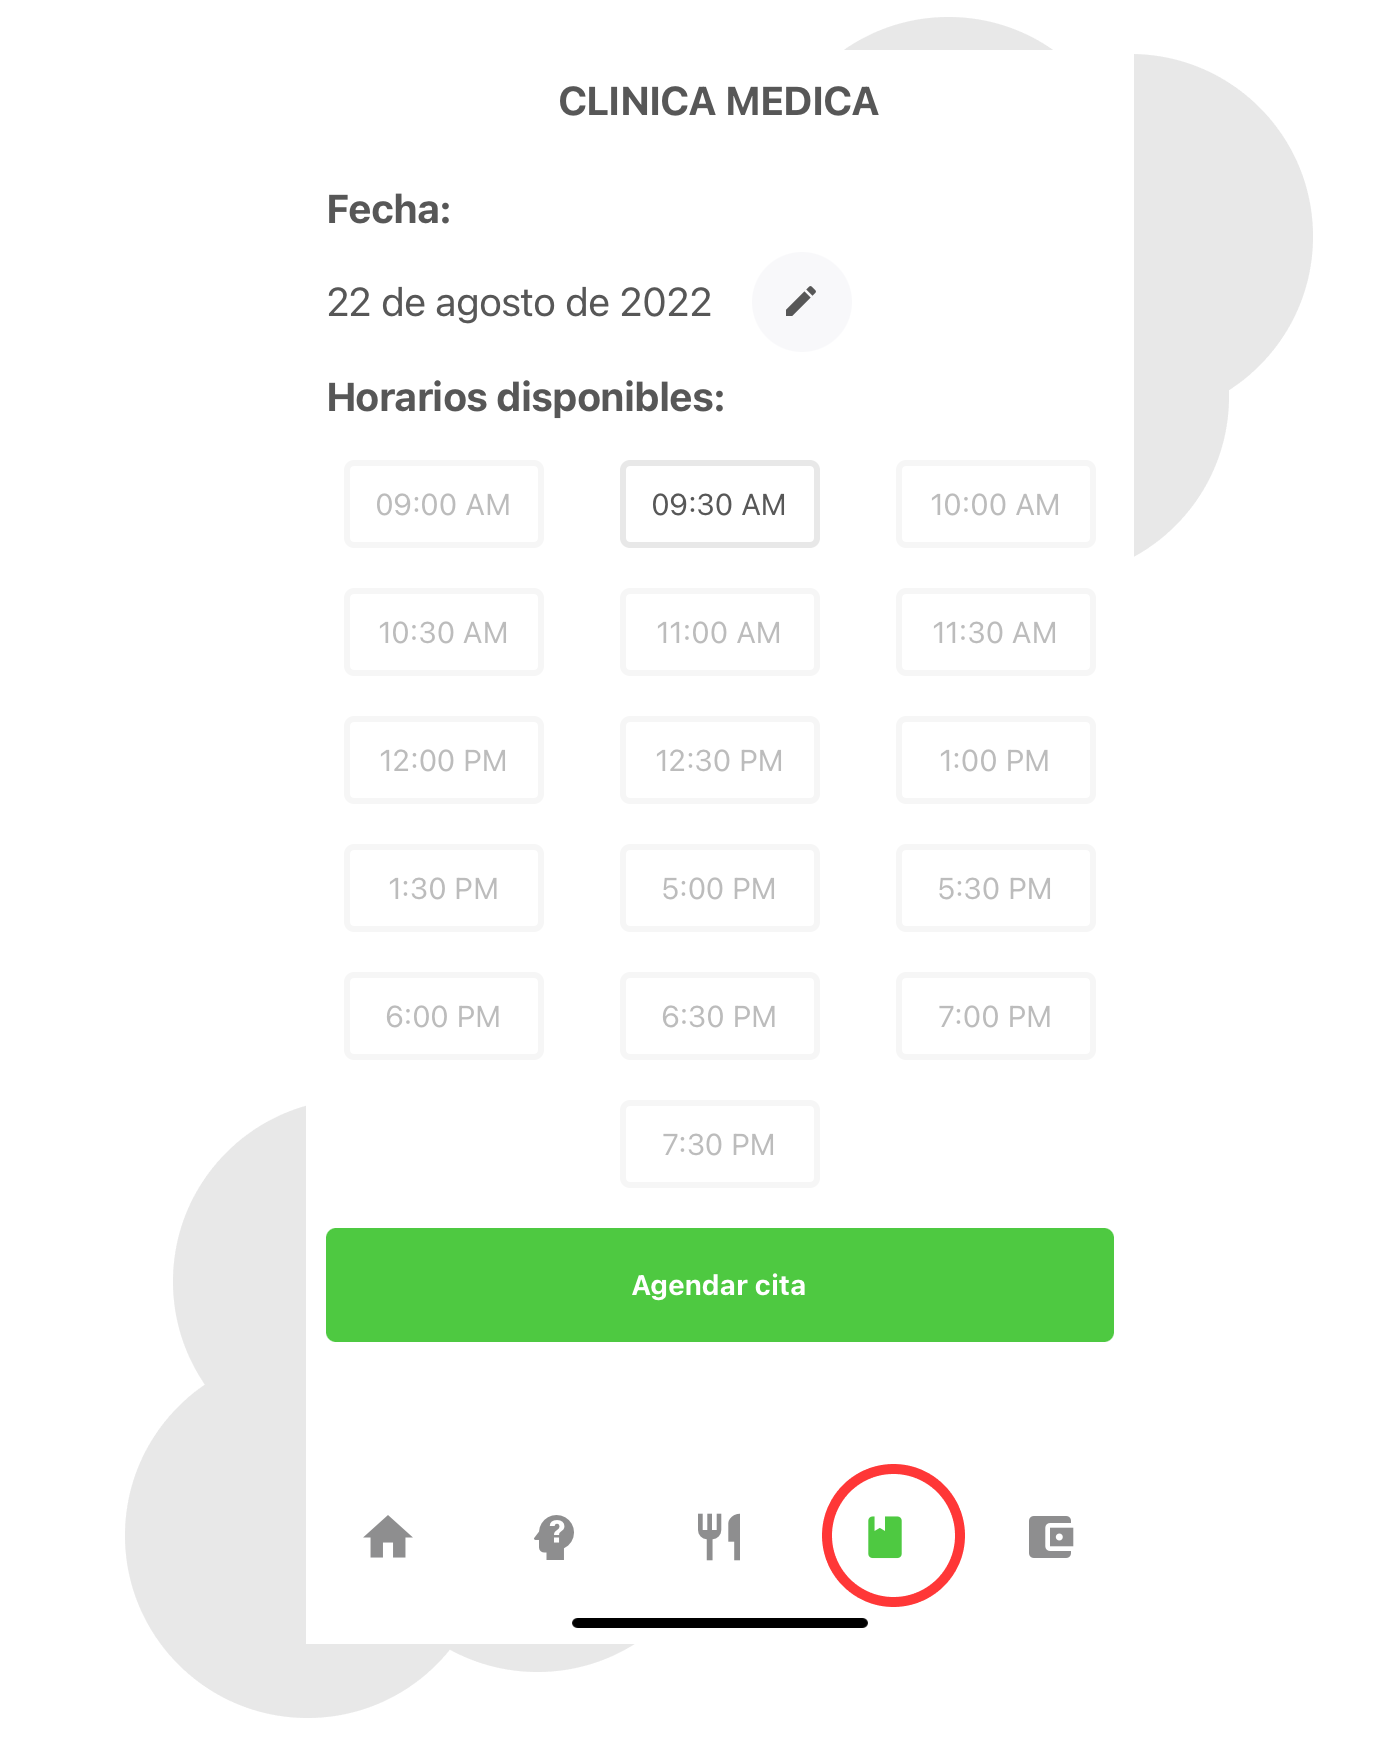 CLINICA MEDICA
Fecha:
22 de agosto de 2022
Horarios disponibles:
09:00 AM 09:30 AM 10:00 AM
10:30 AM 11:00 AM 11:30 AM
12:00 PM 12:30 PM 1:00 PM
1:30 PM 5:00 PM 5:30 PM
6:00 PM 6:30 PM 7:00 PM
7:30 PM
Agendar cita